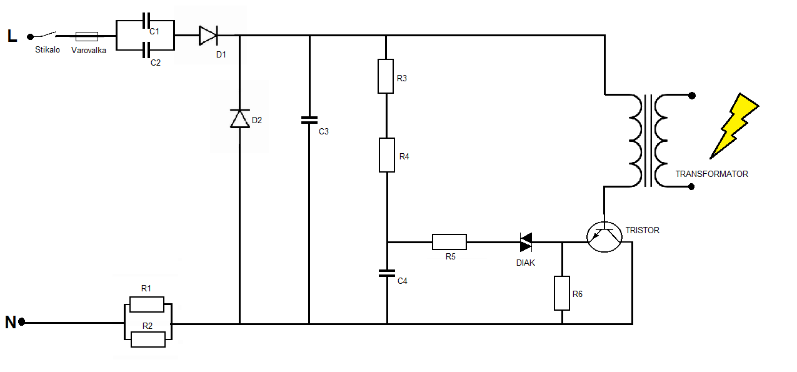 L
Stikalo
Varovalka
C1
C2
D1
D2
C3
R3
R4
TRANSFORMATOR
TRISTOR
R5
DIAK
C4
R6
R1
R2
N